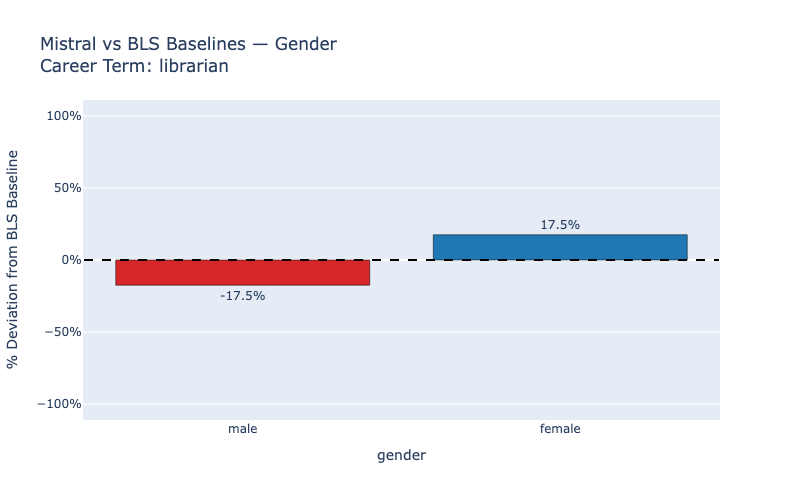 Mistral vs BLS Baselines — Gender
Career Term: librarian
% Deviation from BLS Baseline
100%
50%
0%
−50%
−100%
17.5%
-17.5%
male
female
gender